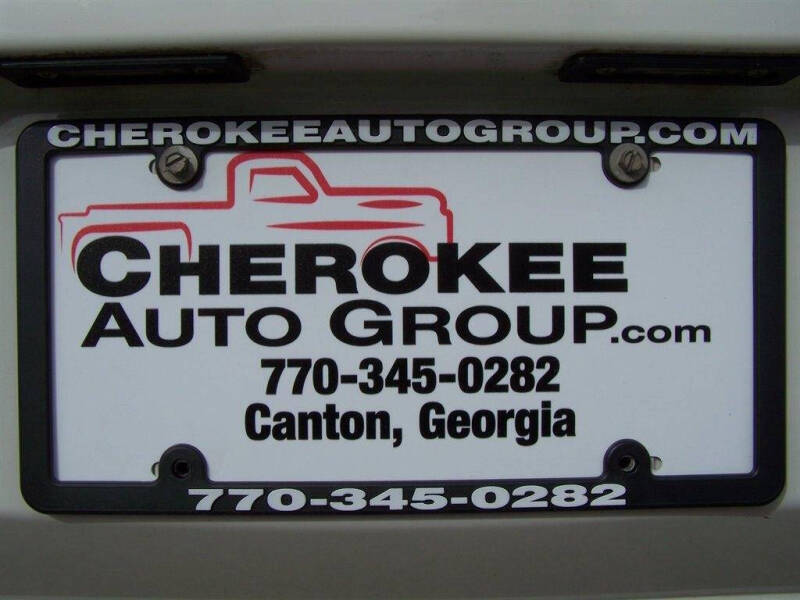 CHEROKEEAUTOGROUP.COM
CHEROKEE
AUTO GROUP.com
770-345-0282
Canton, Georgia
770-345-0282